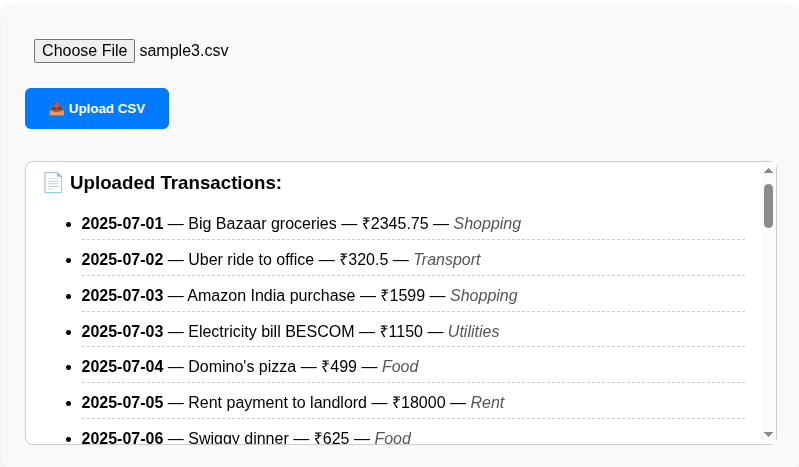 Choose File sample3.csv
📤 Upload CSV
📄 Uploaded Transactions:
• 2025-07-01 — Big Bazaar groceries — ₹2345.75 — Shopping
• 2025-07-02 — Uber ride to office — ₹320.5 — Transport
• 2025-07-03 — Amazon India purchase — ₹1599 — Shopping
• 2025-07-03 — Electricity bill BESCOM — ₹1150 — Utilities
• 2025-07-04 — Domino's pizza — ₹499 — Food
• 2025-07-05 — Rent payment to landlord — ₹18000 — Rent
• 2025-07-06 — Swiggy dinner — ₹625 — Food